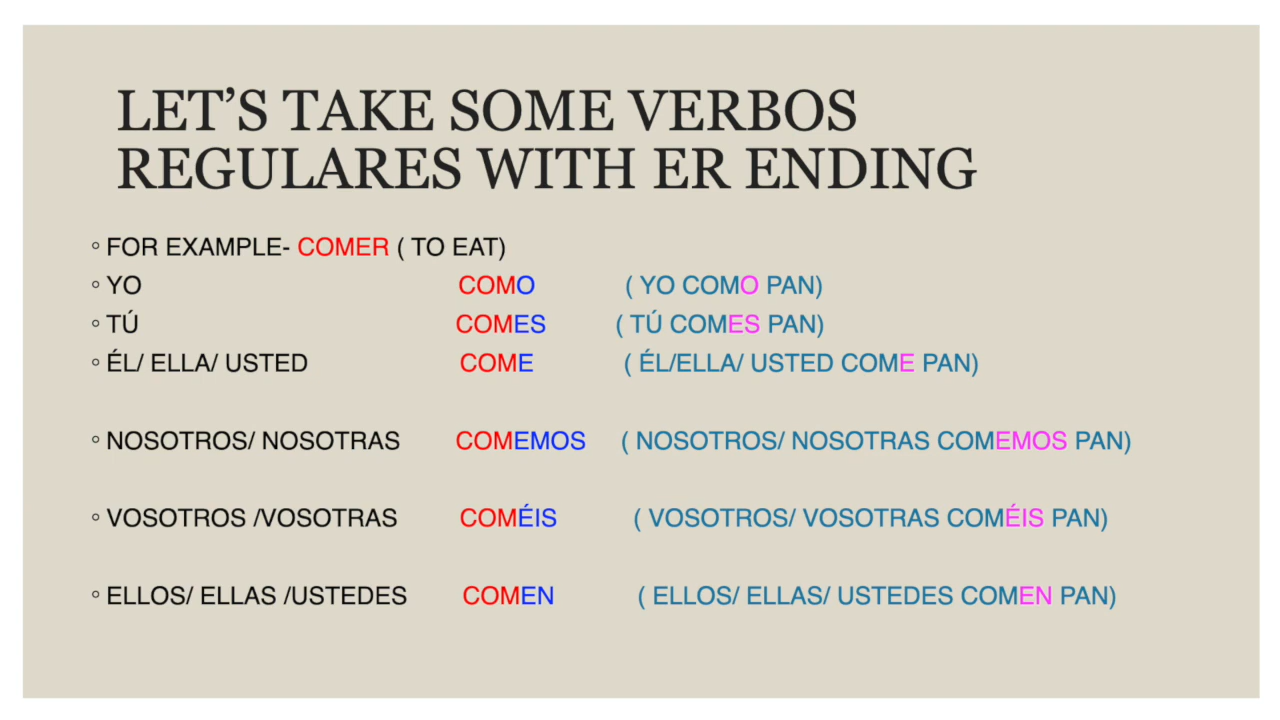 LET’S TAKE SOME VERBOS
REGULARES WITH ER ENDING
◦ FOR EXAMPLE- COMER ( TO EAT)
◦ YO COMO ( YO COMO PAN)
◦ TÚ COMES ( TÚ COMES PAN)
◦ ÉL/ ELLA/ USTED COME ( ÉL/ELLA/ USTED COME PAN)
◦ NOSOTROS/ NOSOTRAS COMEMOS ( NOSOTROS/ NOSOTRAS COMEMOS PAN)
◦ VOSOTROS /VOSOTRAS COMÉIS ( VOSOTROS/ VOSOTRAS COMÉIS PAN)
◦ ELLOS/ ELLAS /USTEDES COMEN ( ELLOS/ ELLAS/ USTEDES COMEN PAN)